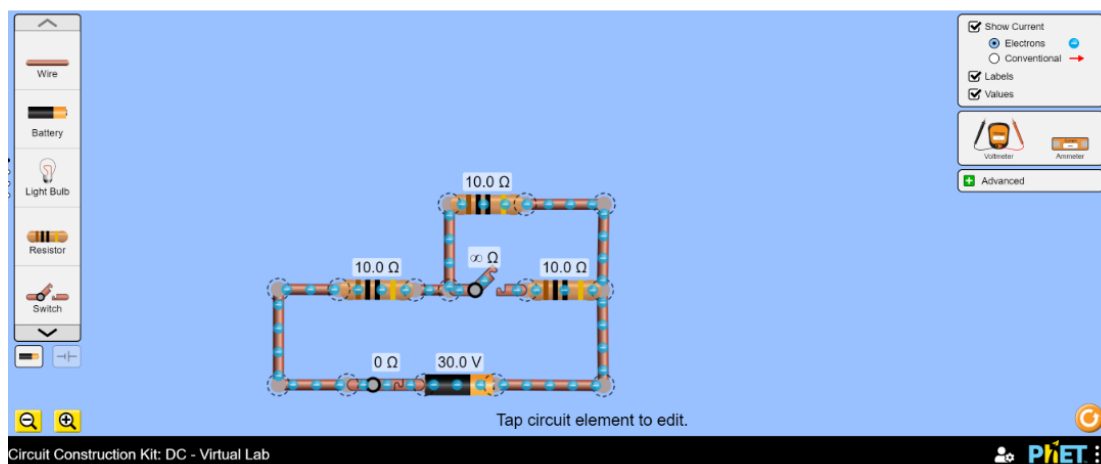 Wire
Battery
Light Bulb
Resistor
Switch
10.0 Ω
∞ Ω
10.0 Ω
10.0 Ω
0 Ω
30.0 V
Tap circuit element to edit.
Show Current
Electrons
Conventional
Labels
Values
Voltmeter
Ammeter
Advanced
Circuit Construction Kit: DC - Virtual Lab
PhET